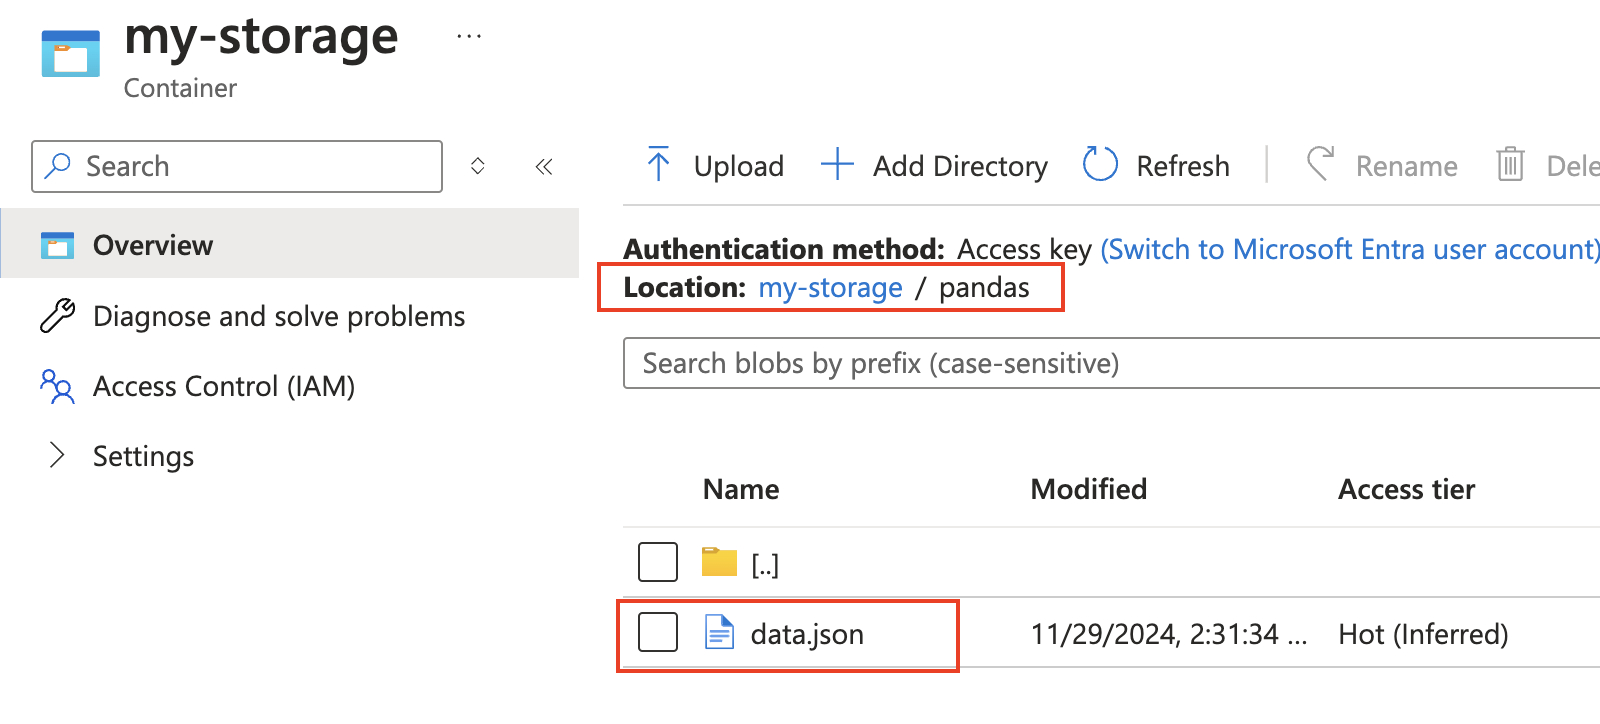 my-storage ...
Container
Search
Overview
Diagnose and solve problems
Access Control (IAM)
Settings
Upload Add Directory Refresh Rename Dele
Authentication method: Access key (Switch to Microsoft Entra user account)
Location: my-storage / pandas
Search blobs by prefix (case-sensitive)
Name Modified Access tier
[..]
data.json 11/29/2024, 2:31:34 ... Hot (Inferred)